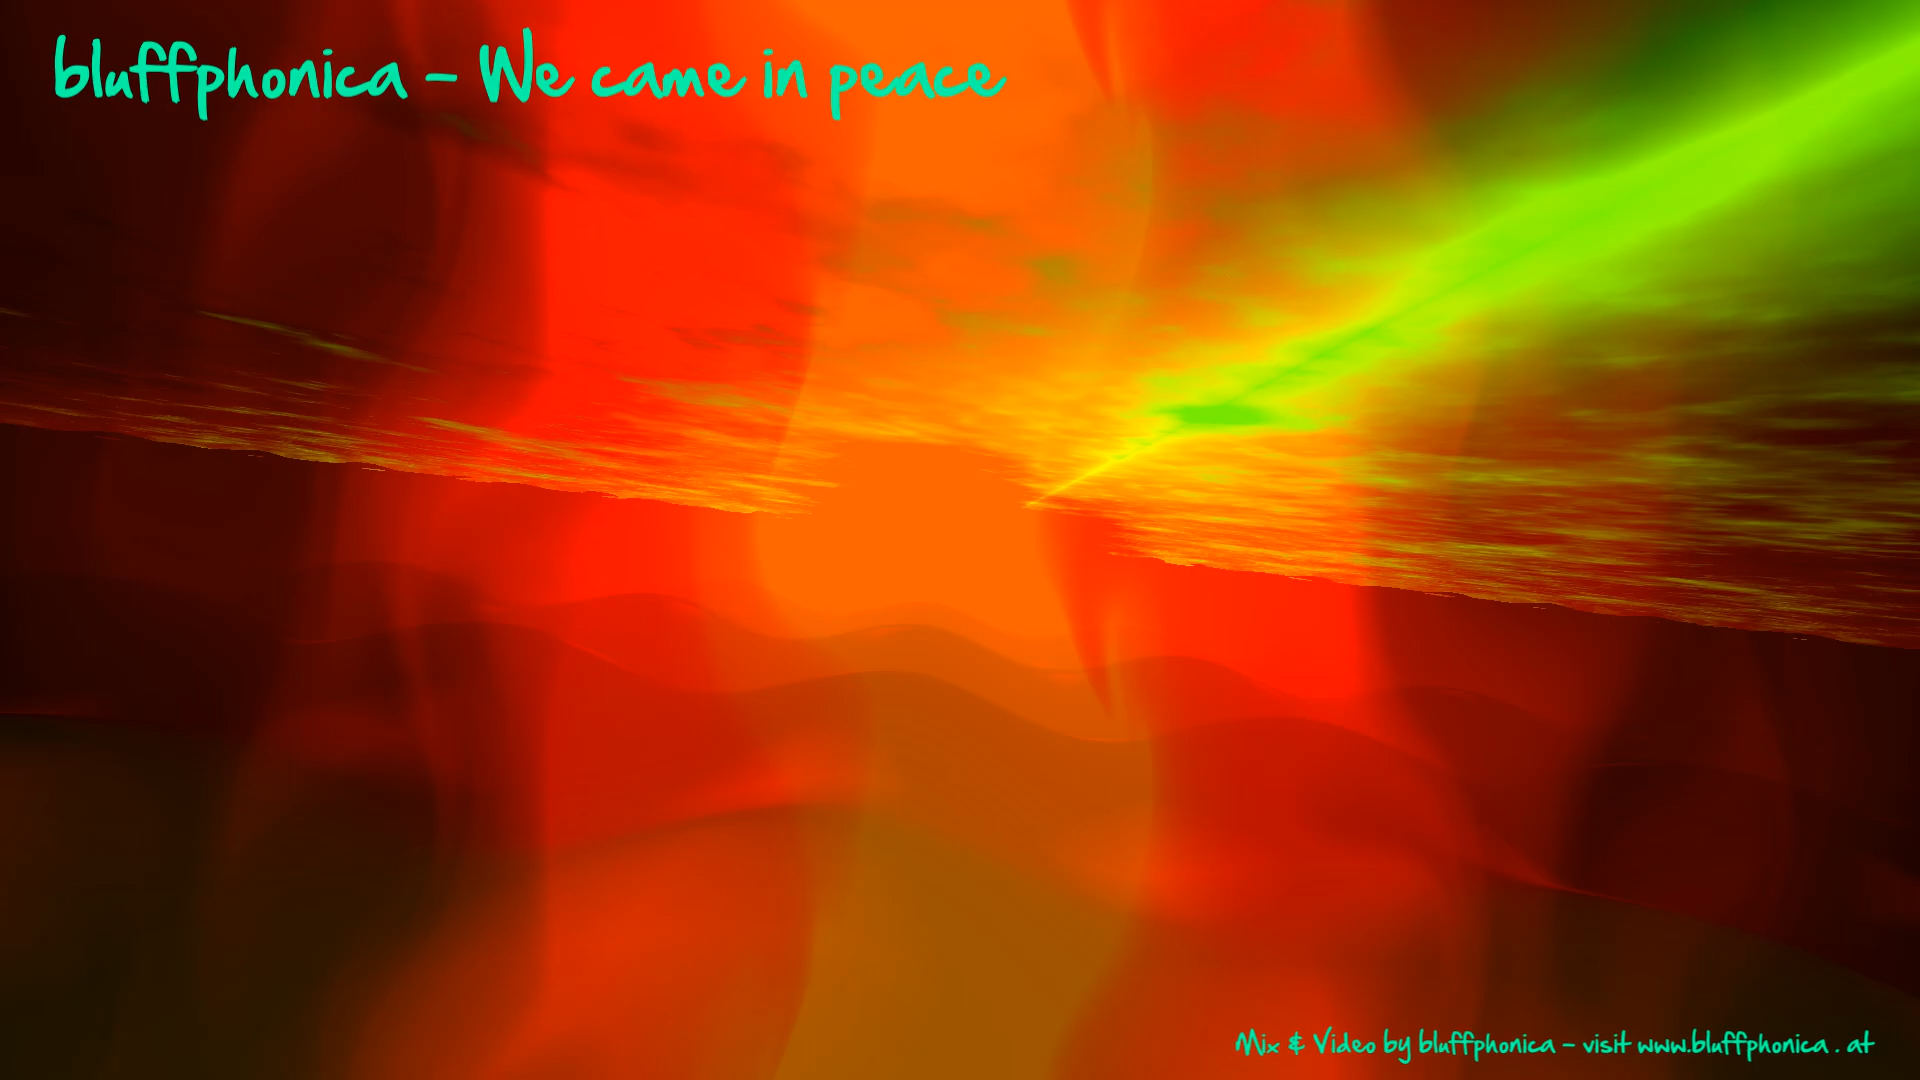 bluffphonica - We came in peace
Mix & Video by bluffphonica - visit www.bluffphonica . at